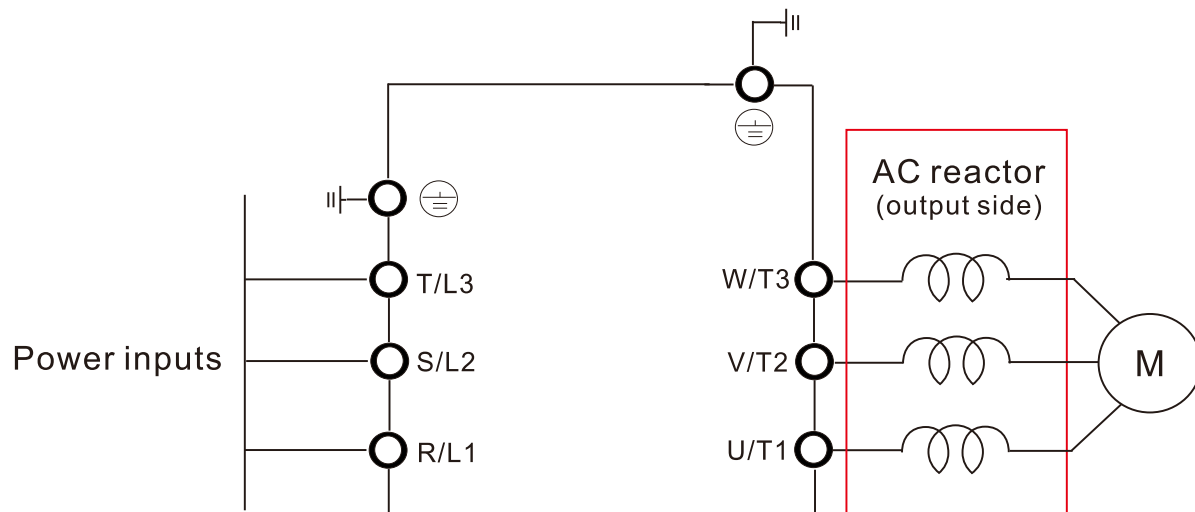 AC reactor
(output side)
T/L3
W/T3
Power inputs
S/L2
V/T2
M
R/L1
U/T1